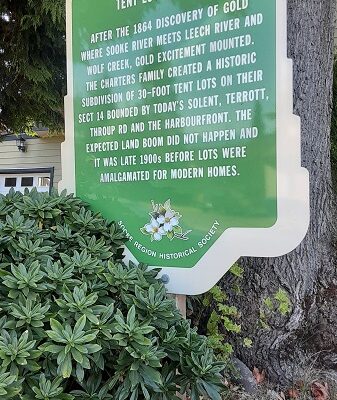 AFTER THE 1864 DISCOVERY OF GOLD
WHERE SOOKE RIVER MEETS LEECH RIVER AND
WOLF CREEK, GOLD EXCITEMENT MOUNTED.
THE CHARTERS FAMILY CREATED A HISTORIC
SUBDIVISION OF 30-FOOT TENT LOTS ON THEIR
SECT 14 BOUNDED BY TODAY'S SOLENT, TERROTT,
THROUP RD AND THE HARBOURFRONT. THE
EXPECTED LAND BOOM DID NOT HAPPEN AND
IT WAS LATE 1900s BEFORE LOTS WERE
AMALGAMATED FOR MODERN HOMES.
SOOKE REGION HISTORICAL SOCIETY